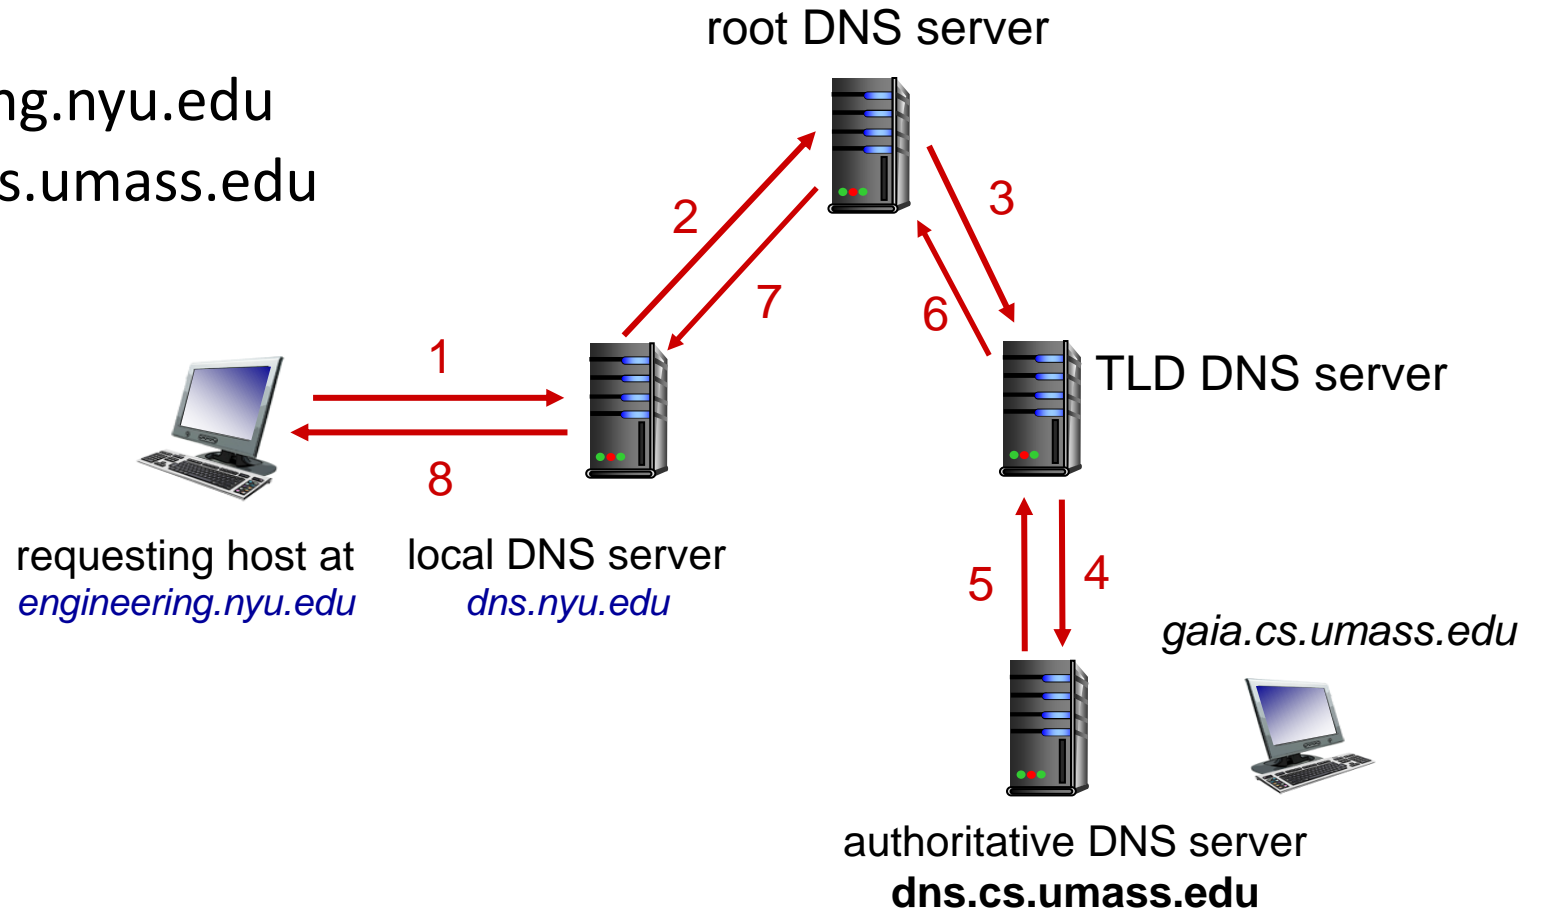 root DNS server
ng.nyu.edu
s.umass.edu
2
3
7
6
1
TLD DNS server
8
requesting host at
engineering.nyu.edu
local DNS server
dns.nyu.edu
5
4
gaia.cs.umass.edu
authoritative DNS server
dns.cs.umass.edu